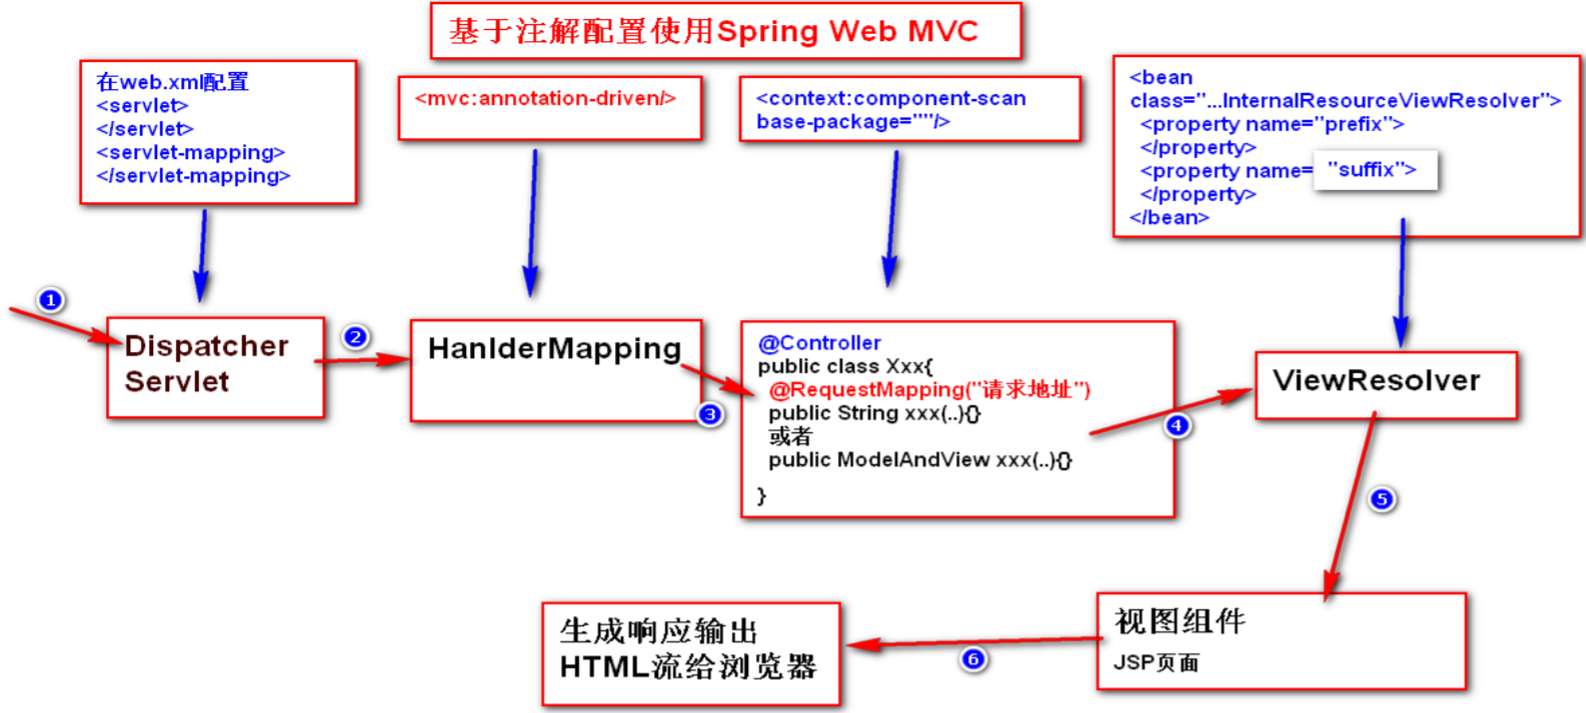 基于注解配置使用Spring Web MVC
在web.xml配置
<servlet>
</servlet>
<servlet-mapping>
</servlet-mapping>
<mvc:annotation-driven/>
<context:component-scan
base-package=""/>
<bean
class="...InternalResourceViewResolver">
<property name="prefix">
</property>
<property name= "suffix">
</property>
</bean>
1
Dispatcher
Servlet
2
HanlderMapping
3
@Controller
public class Xxx{
@RequestMapping("请求地址")
public String xxx(..){}
或者
public ModelAndView xxx(..){}
}
4
ViewResolver
5
视图组件
JSP页面
6
生成响应输出
HTML流给浏览器